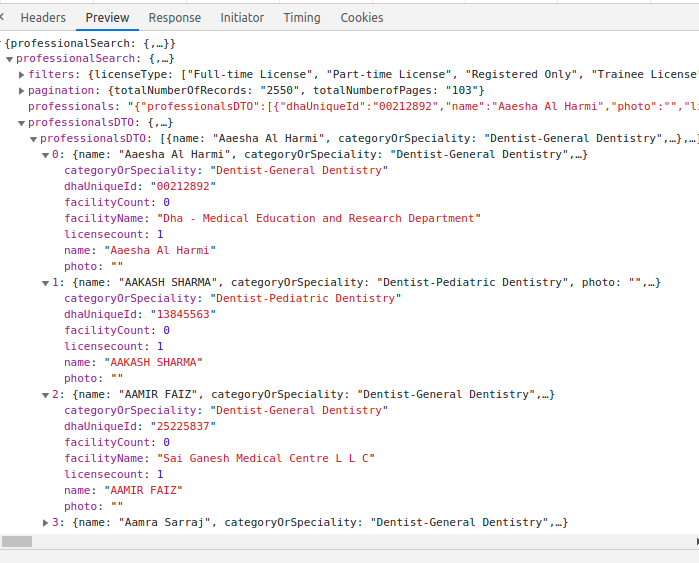 Headers Preview Response Initiator Timing Cookies
{professionalSearch: {,…}}
professionalSearch: {,…}
filters: {licenseType: ["Full-time License", "Part-time License", "Registered Only", "Trainee License"
pagination: {totalNumberOfRecords: "2550", totalNumberofPages: "103"}
professionals: "{"professionalsDTO":[{"dhaUniqueId":"00212892","name":"Aaesha Al Harmi","photo":"","li
professionalsDTO: {,…}
professionalsDTO: [{name: "Aaesha Al Harmi", categoryOrSpeciality: "Dentist-General Dentistry",…},…]
0: {name: "Aaesha Al Harmi", categoryOrSpeciality: "Dentist-General Dentistry",…}
categoryOrSpeciality: "Dentist-General Dentistry"
dhaUniqueId: "00212892"
facilityCount: 0
facilityName: "Dha - Medical Education and Research Department"
licensecount: 1
name: "Aaesha Al Harmi"
photo: ""
1: {name: "AAKASH SHARMA", categoryOrSpeciality: "Dentist-Pediatric Dentistry", photo: "",…}
categoryOrSpeciality: "Dentist-Pediatric Dentistry"
dhaUniqueId: "13845563"
facilityCount: 0
licensecount: 1
name: "AAKASH SHARMA"
photo: ""
2: {name: "AAMIR FAIZ", categoryOrSpeciality: "Dentist-General Dentistry",…}
categoryOrSpeciality: "Dentist-General Dentistry"
dhaUniqueId: "25225837"
facilityCount: 0
facilityName: "Sai Ganesh Medical Centre L L C"
licensecount: 1
name: "AAMIR FAIZ"
photo: ""
3: {name: "Aamra Sarraj", categoryOrSpeciality: "Dentist-General Dentistry",…}